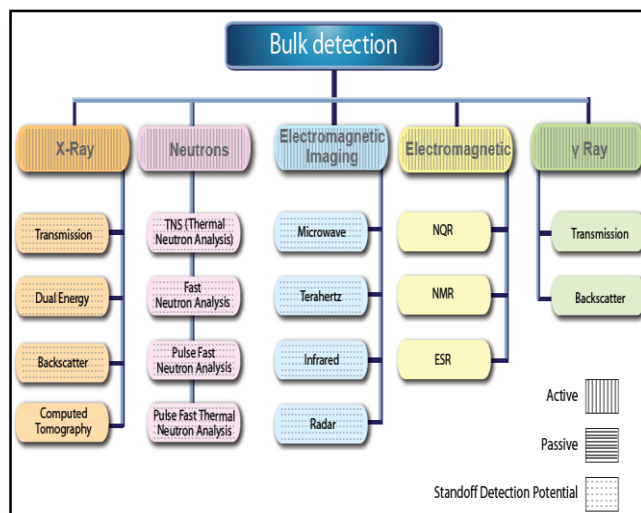 Bulk detection
X-Ray
Neutrons
Electromagnetic
Imaging
Electromagnetic
γ Ray
Transmission
Dual Energy
Backscatter
Computed
Tomography
TNS (Thermal
Neutron Analysis)
Fast
Neutron Analysis
Pulse Fast
Neutron Analysis
Pulse Fast Thermal
Neutron Analysis
Microwave
Terahertz
Infrared
Radar
NQR
NMR
ESR
Transmission
Backscatter
Active
Passive
Standoff Detection Potential